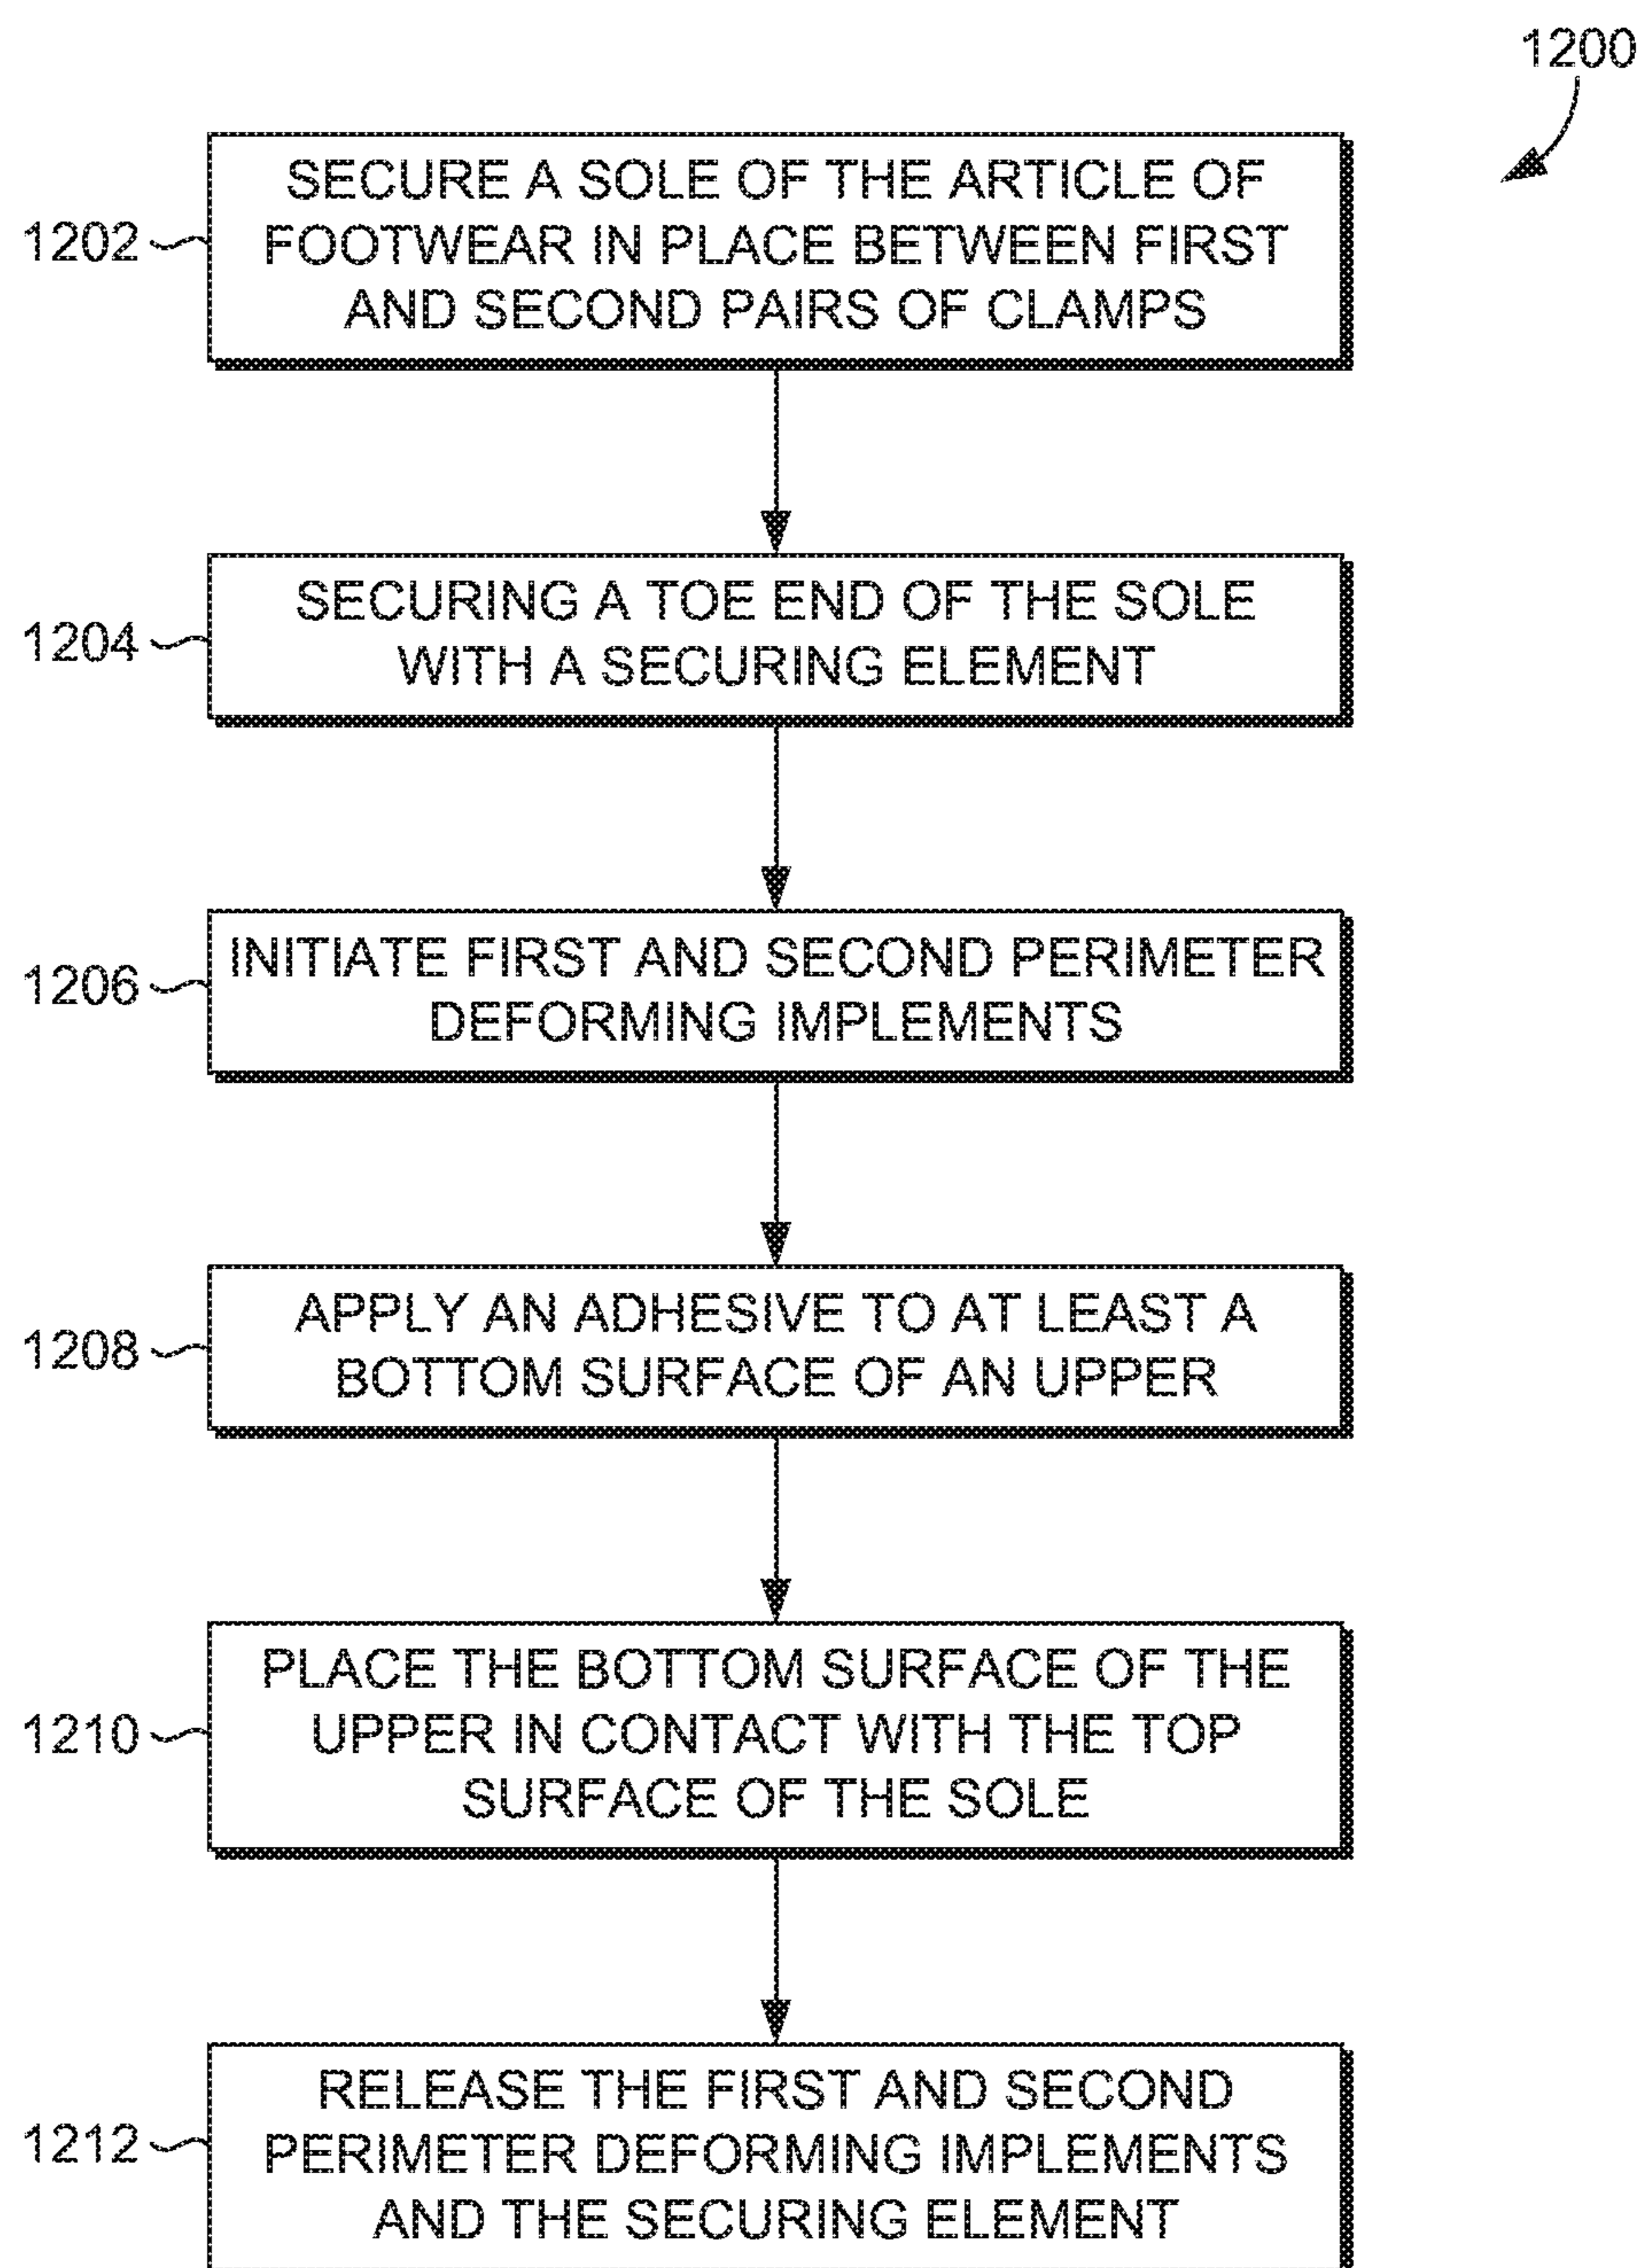 1200
SECURE A SOLE OF THE ARTICLE OF
1202
FOOTWEAR IN PLACE BETWEEN FIRST
AND SECOND PAIRS OF CLAMPS
SECURING A TOE END OF THE SOLE
1204
WITH A SECURING ELEMENT
INITIATE FIRST AND SECOND PERIMETER
1206
DEFORMING IMPLEMENTS
APPLY AN ADHESIVE TO AT LEAST A
1208
BOTTOM SURFACE OF AN UPPER
PLACE THE BOTTOM SURFACE OF THE
1210
UPPER IN CONTACT WITH THE TOP
SURFACE OF THE SOLE
RELEASE THE FIRST AND SECOND
1212
PERIMETER DEFORMING IMPLEMENTS
AND THE SECURING ELEMENT